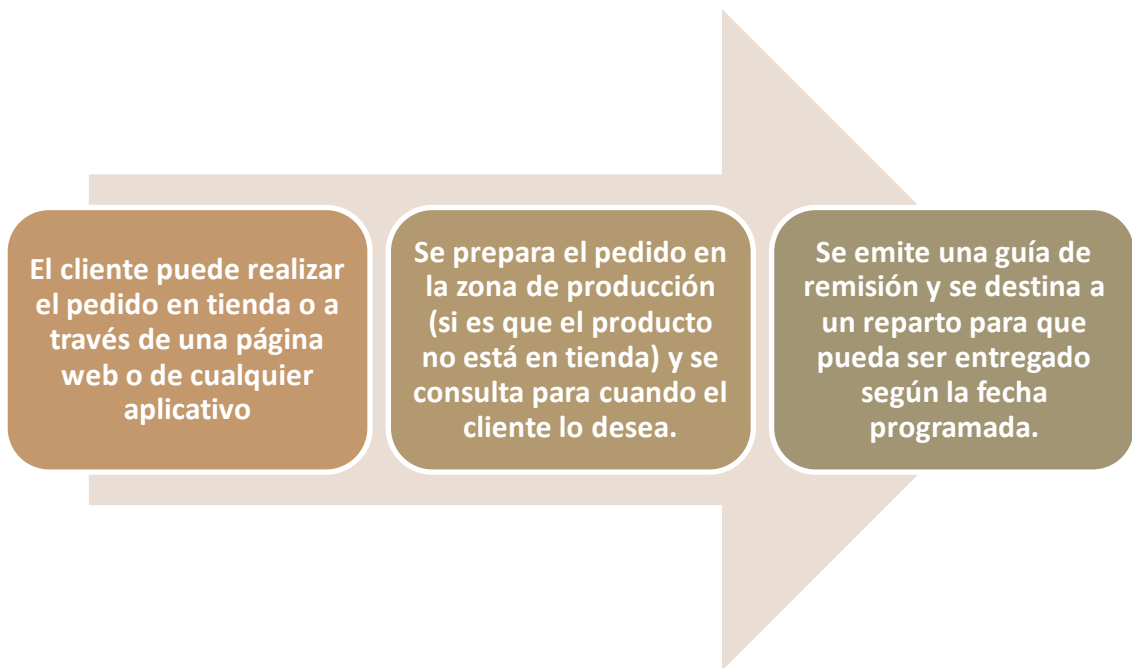 El cliente puede realizar
el pedido en tienda o a
través de una página
web o de cualquier
aplicativo
Se prepara el pedido en
la zona de producción
(si es que el producto
no está en tienda) y se
consulta para cuando el
cliente lo desea.
Se emite una guía de
remisión y se destina a
un reparto para que
pueda ser entregado
según la fecha
programada.